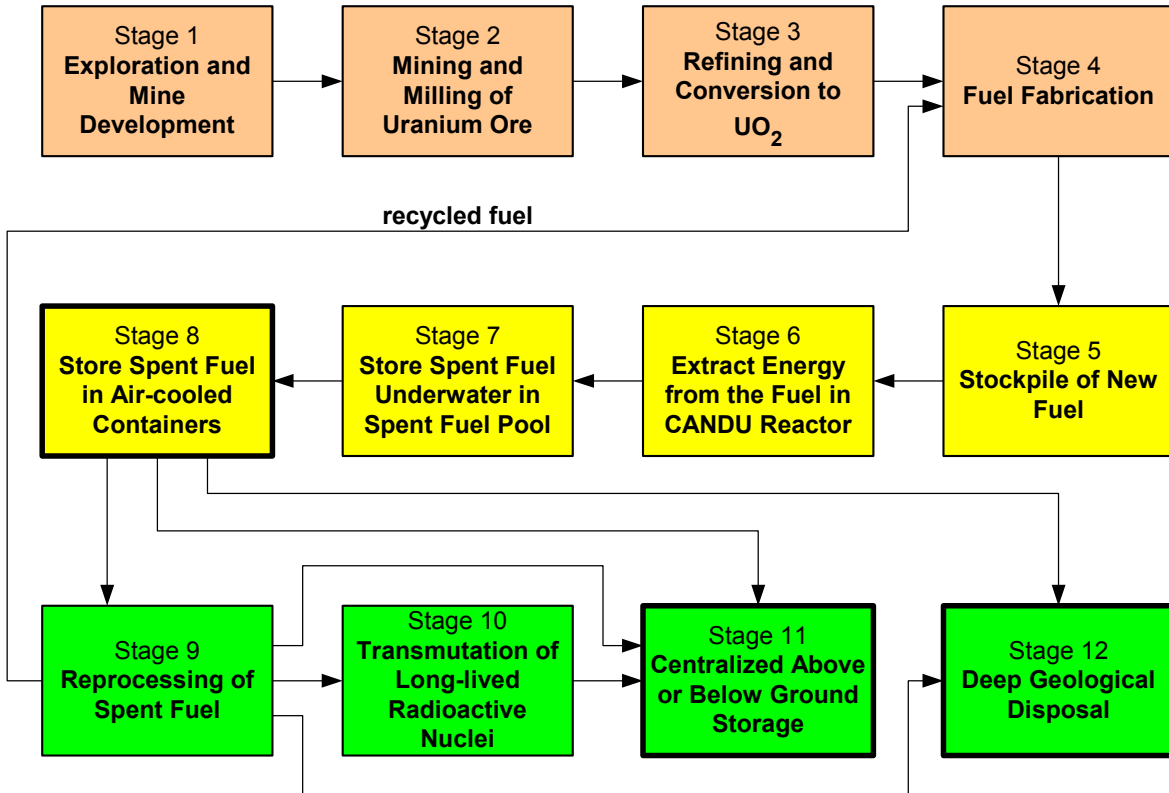 Stage 1
Exploration and
Mine
Development
Stage 2
Mining and
Milling of
Uranium Ore
Stage 3
Refining and
Conversion to
UO₂
Stage 4
Fuel Fabrication
recycled fuel
Stage 8
Store Spent Fuel
in Air-cooled
Containers
Stage 7
Store Spent Fuel
Underwater in
Spent Fuel Pool
Stage 6
Extract Energy
from the Fuel in
CANDU Reactor
Stage 5
Stockpile of New
Fuel
Stage 9
Reprocessing of
Spent Fuel
Stage 10
Transmutation of
Long-lived
Radioactive
Nuclei
Stage 11
Centralized Above
or Below Ground
Storage
Stage 12
Deep Geological
Disposal